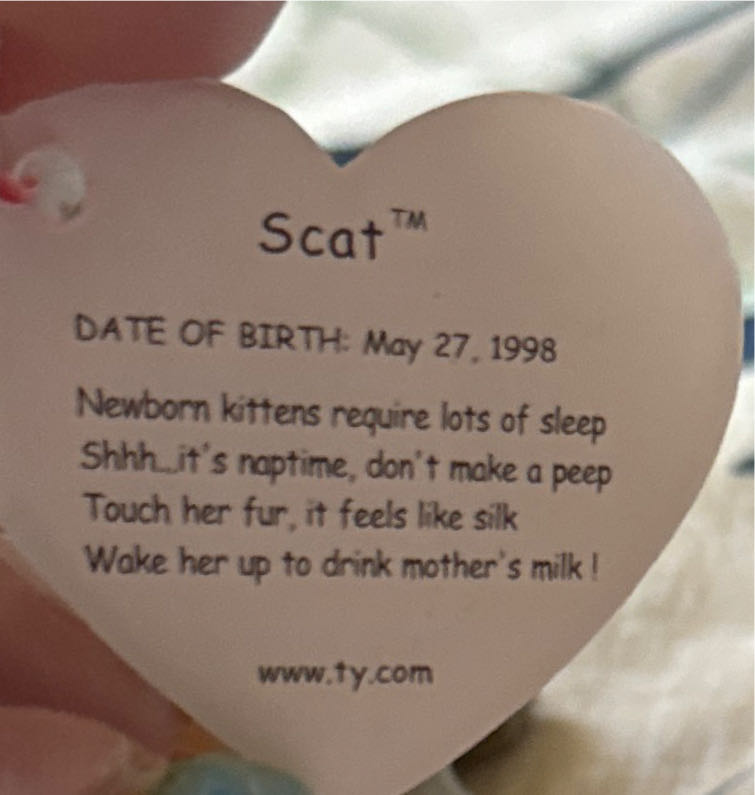 Scat™
DATE OF BIRTH: May 27, 1998
Newborn kittens require lots of sleep
Shhh...it's naptime, don't make a peep
Touch her fur, it feels like silk
Wake her up to drink mother's milk !
www.ty.com